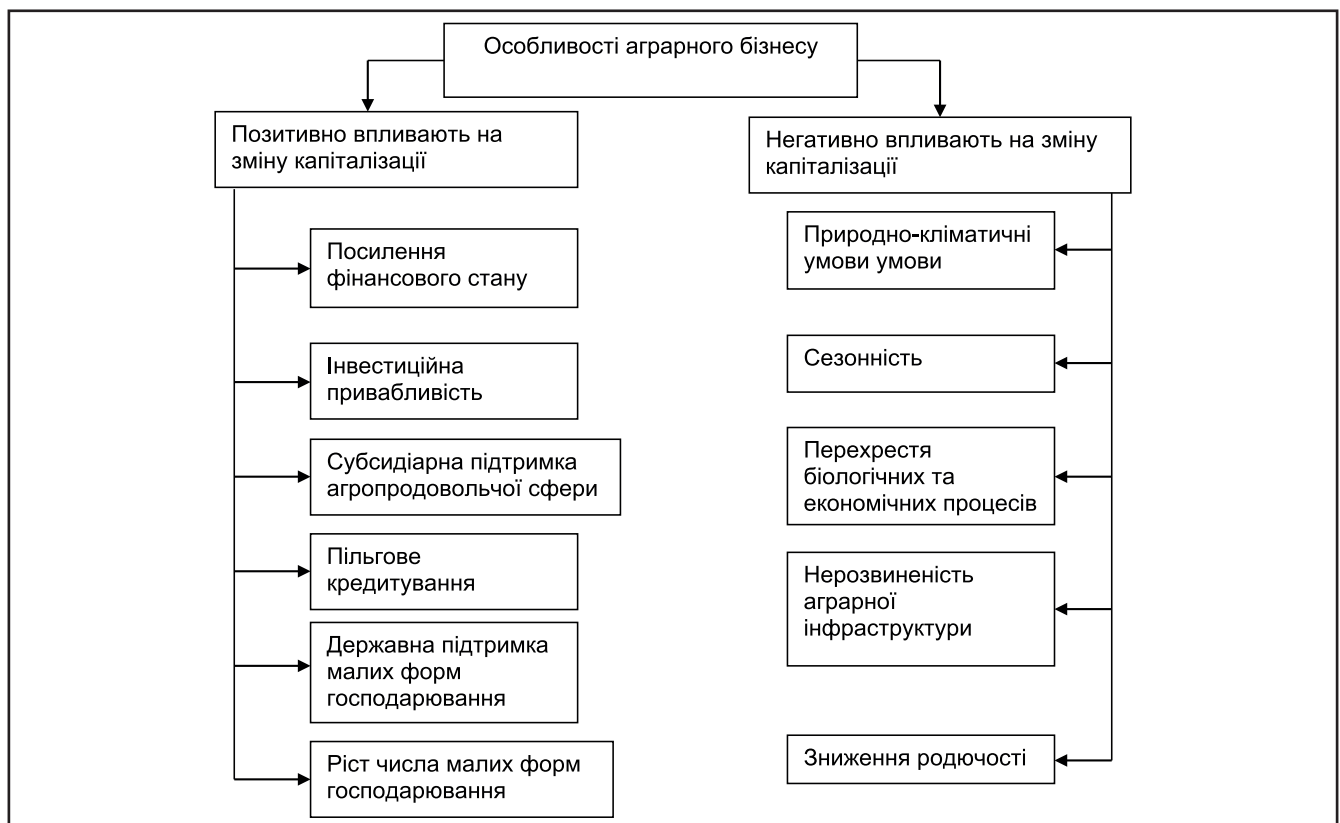 Особливості аграрного бізнесу
Позитивно впливають на
зміну капіталізації
Посилення
фінансового стану
Інвестиційна
привабливість
Субсидіарна підтримка
агропродовольчої сфери
Пільгове
кредитування
Державна підтримка
малих форм
господарювання
Ріст числа малих форм
господарювання
Негативно впливають на зміну
капіталізації
Природно-кліматичні
умови умови
Сезонність
Перехрестя
біологічних та
економічних процесів
Нерозвиненість
аграрної
інфраструктури
Зниження родючості